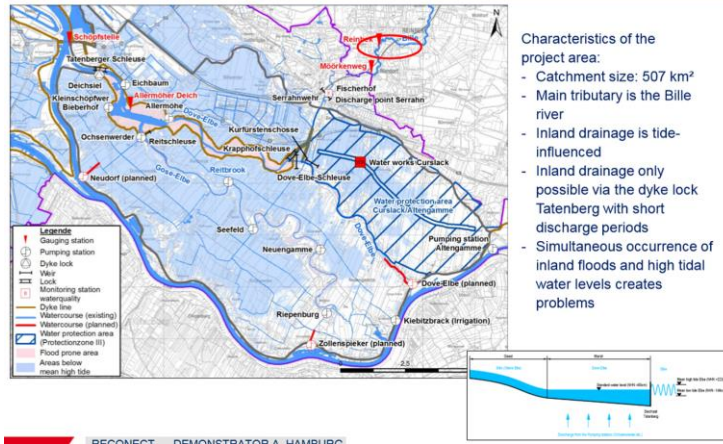 Schöpfstelle
Reinbek
Möörkenweg
Tatenberger Schleuse
Deichsiel
Eichbaum
Kleinschöpfwerk
Bieberhof
Allermöher Deich
Allermöhe
Dove-Elbe
Fischerhof
Serrahnwehr
Discharge point Serrahn
Kurfürstenschosse
Ochsenwerder
Reitschleuse
Krapphofschleuse
Water works Curslack
Dove-Elbe-Schleuse
Neudorf (planned)
Gose-Elbe
Reitbrook
Water protection area
Curslack/Altengamme
Seefeld
Dove-Elbe
Neuengamme
Pumping station
Altengamme
Dove-Elbe (planned)
Riepenburg
Kiebitzbrack (Irrigation)
Zollenspieker (planned)
2,5
N
Legende
Gauging station
Pumping station
Dyke lock
Weir
Lock
Monitoring station
waterquality
Dyke line
Watercourse (existing)
Watercourse (planned)
Water protection area
(Protectionzone III)
Flood prone area
Areas below
mean high tide
Characteristics of the
project area:
- Catchment size: 507 km²
- Main tributary is the Bille
river
- Inland drainage is tide-
influenced
- Inland drainage only
possible via the dyke lock
Tatenberg with short
discharge periods
- Simultaneous occurrence of
inland floods and high tidal
water levels creates
problems
RECONECT DEMONSTRATOR A HAMBURG